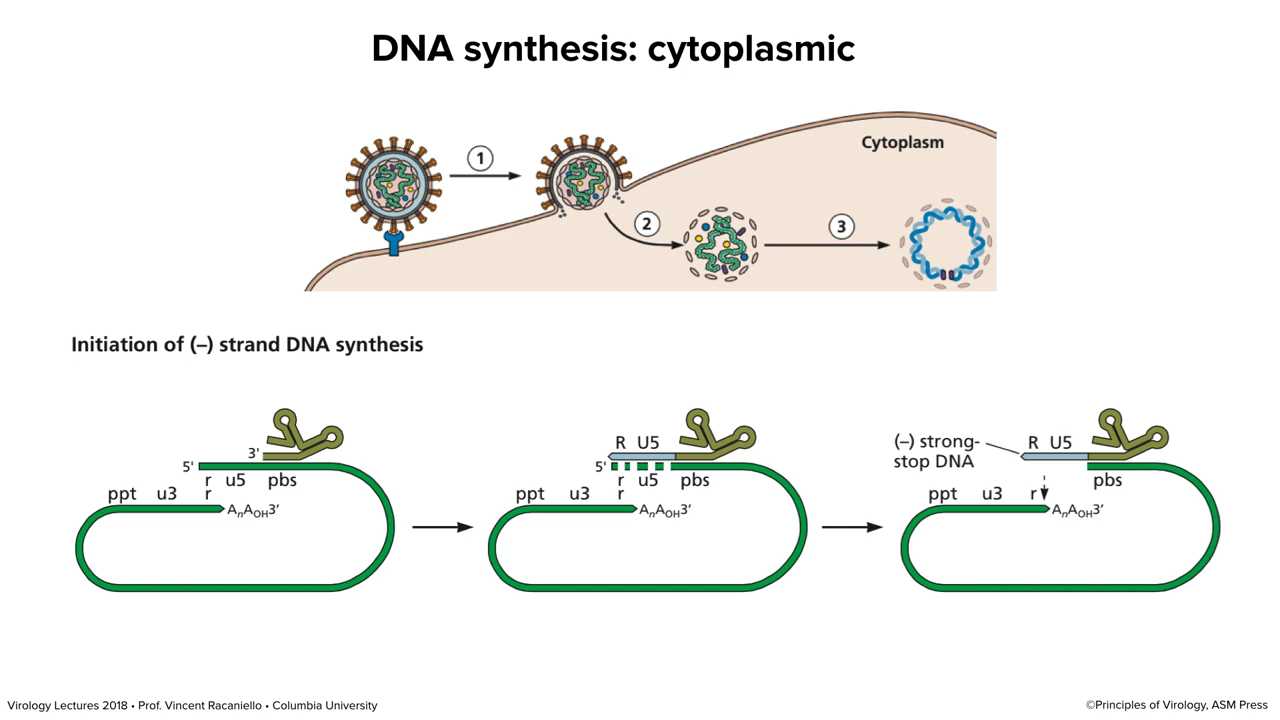 DNA synthesis: cytoplasmic
Cytoplasm
1
2
3
Initiation of (–) strand DNA synthesis
3'
5'
r u5 pbs
ppt u3 r
AnAOH3′
R U5
5'
r u5 pbs
ppt u3 r
AnAOH3′
(–) strong-
stop DNA
R U5
pbs
ppt u3 r
AnAOH3′
Virology Lectures 2018 • Prof. Vincent Racaniello • Columbia University
©Principles of Virology, ASM Press